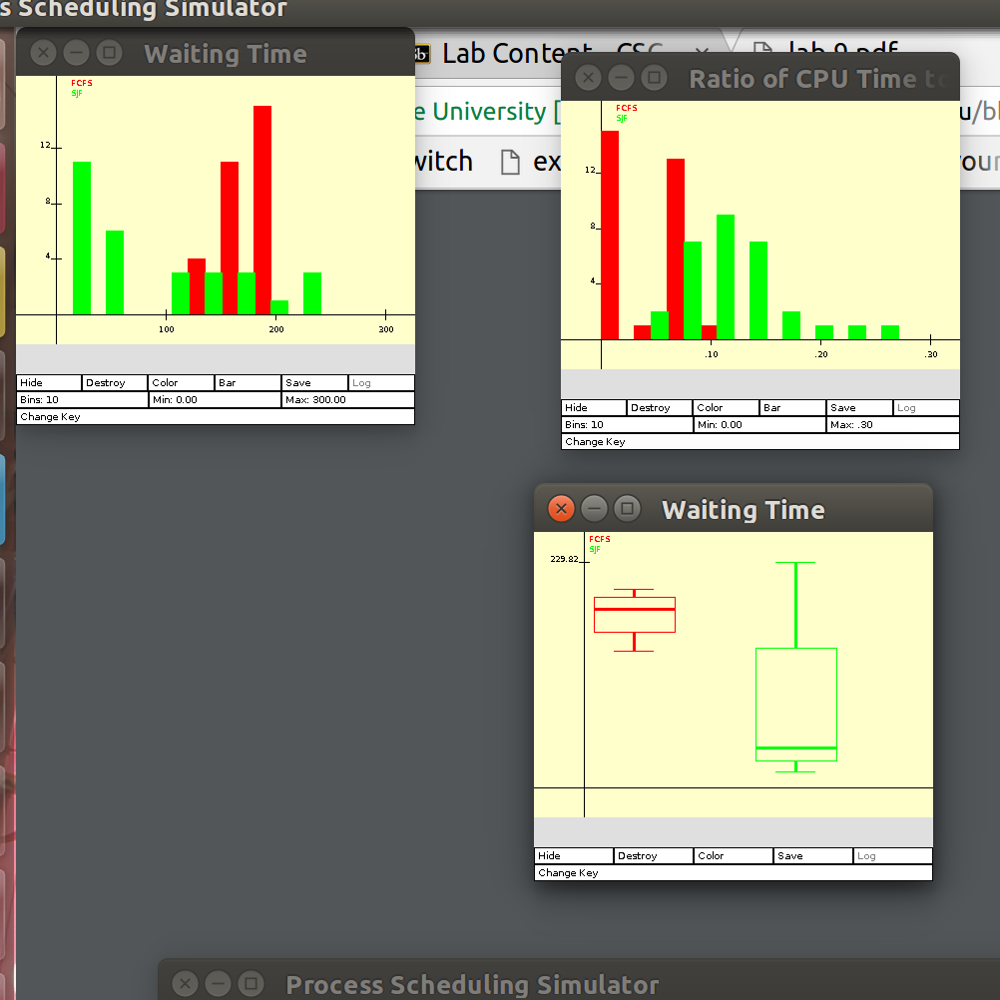 s Scheduling Simulator
Waiting Time
Lab Content - CSC
lab 9.pdf
e University [
u/bl
witch
ex
your
FCFS
SJF
12
8
4
100
200
300
Hide Destroy Color Bar Save Log
Bins: 10 Min: 0.00 Max: 300.00
Change Key
Ratio of CPU Time to
FCFS
SJF
12
8
4
.10
.20
.30
Hide Destroy Color Bar Save Log
Bins: 10 Min: 0.00 Max: .30
Change Key
Waiting Time
FCFS
SJF
229.82
Hide Destroy Color Save Log
Change Key
Process Scheduling Simulator